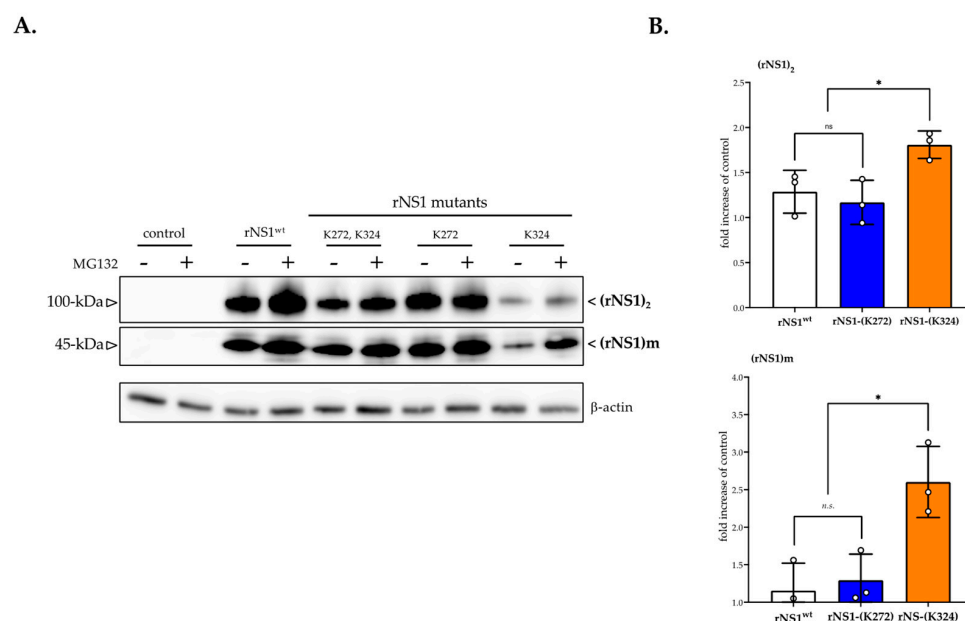 A.
rNS1 mutants
control rNS1wt K272, K324 K272 K324
MG132 - + - + - + - + - +
100-kDa < (rNS1)2
45-kDa < (rNS1)m
β-actin
B.
(rNS1)2
fold increase of control
2.5
2.0
1.5
1.0
0.5
0.0
ns
*
rNS1wt rNS1-(K272) rNS1-(K324)
(rNS1)m
fold increase of control
4.0
3.5
3.0
2.5
2.0
1.5
1.0
n.s.
*
rNS1wt rNS1-(K272) rNS-(K324)